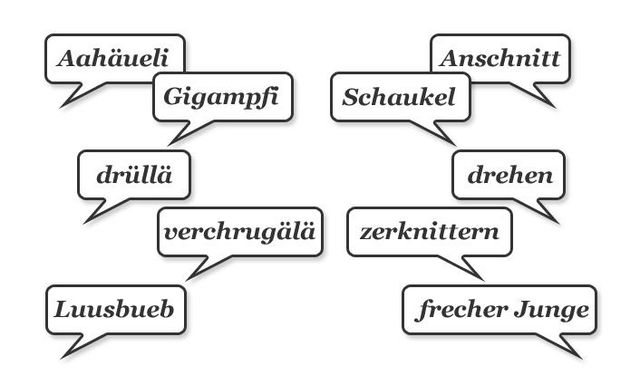 Aahäueli
Anschnitt
Gigampfi
Schaukel
drüllä
drehen
verchrugälä
zerknittern
Luusbueb
frecher Junge